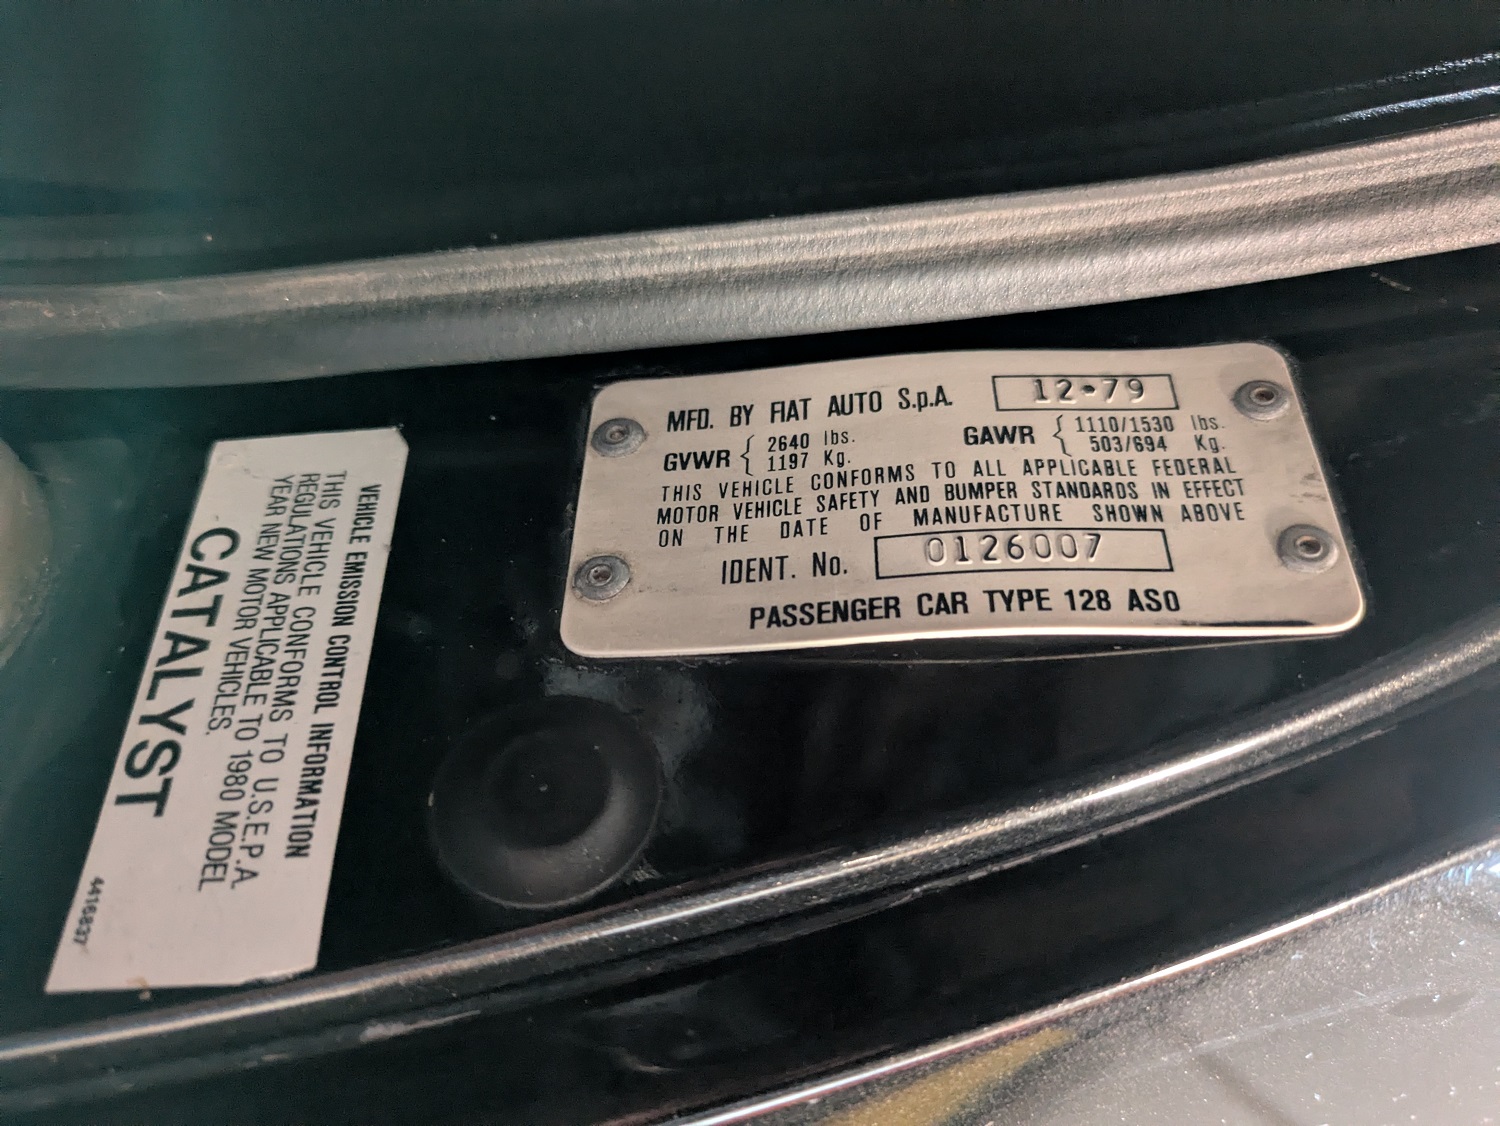 MFD. BY FIAT AUTO S.p.A. 12•79
GVWR { 2640 lbs. GAWR { 1110/1530 lbs.
1197 Kg. 503/694 Kg.
THIS VEHICLE CONFORMS TO ALL APPLICABLE FEDERAL
MOTOR VEHICLE SAFETY AND BUMPER STANDARDS IN EFFECT
ON THE DATE OF MANUFACTURE SHOWN ABOVE
IDENT. No. 0126007
PASSENGER CAR TYPE 128 AS0
VEHICLE EMISSION CONTROL INFORMATION
THIS VEHICLE CONFORMS TO U.S.E.P.A.
REGULATIONS APPLICABLE TO 1980 MODEL
YEAR NEW MOTOR VEHICLES.
CATALYST
4416837